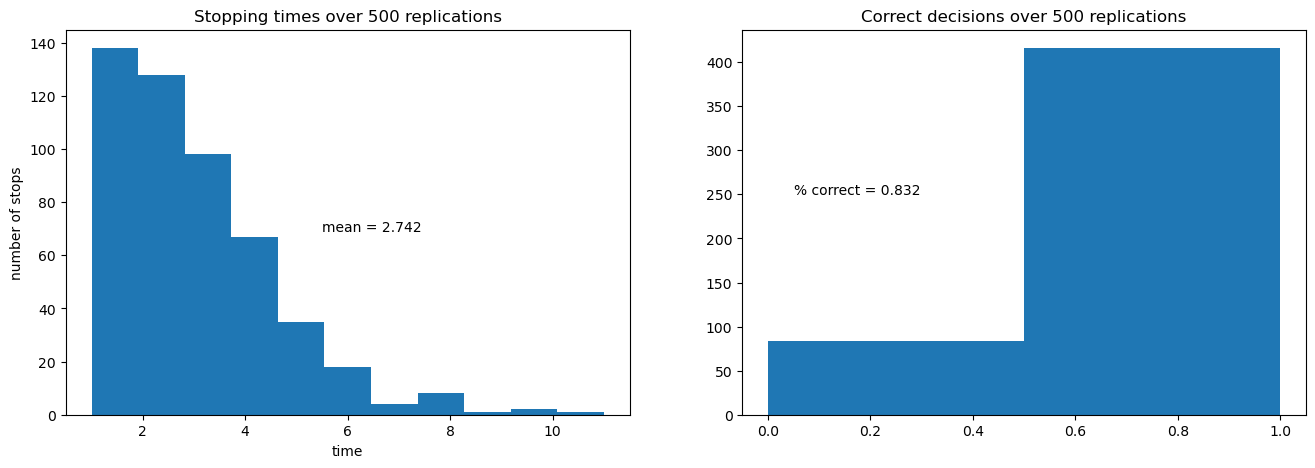 Stopping times over 500 replications
140
120
100
80
60
40
20
0
number of stops
mean = 2.742
2 4 6 8 10
time
Correct decisions over 500 replications
400
350
300
250
200
150
100
50
0
% correct = 0.832
0.0 0.2 0.4 0.6 0.8 1.0